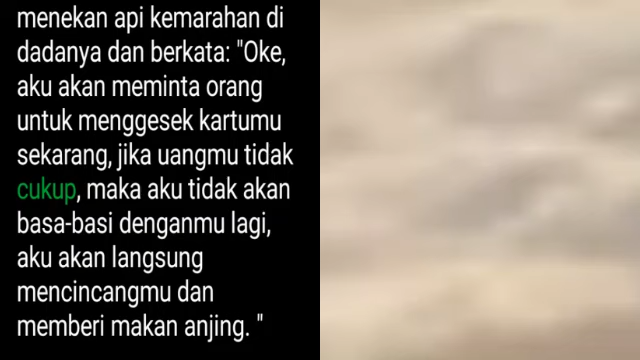 menekan api kemarahan di
dadanya dan berkata: "Oke,
aku akan meminta orang
untuk menggesek kartumu
sekarang, jika uangmu tidak
cukup, maka aku tidak akan
basa-basi denganmu lagi,
aku akan langsung
mencincangmu dan
memberi makan anjing. "